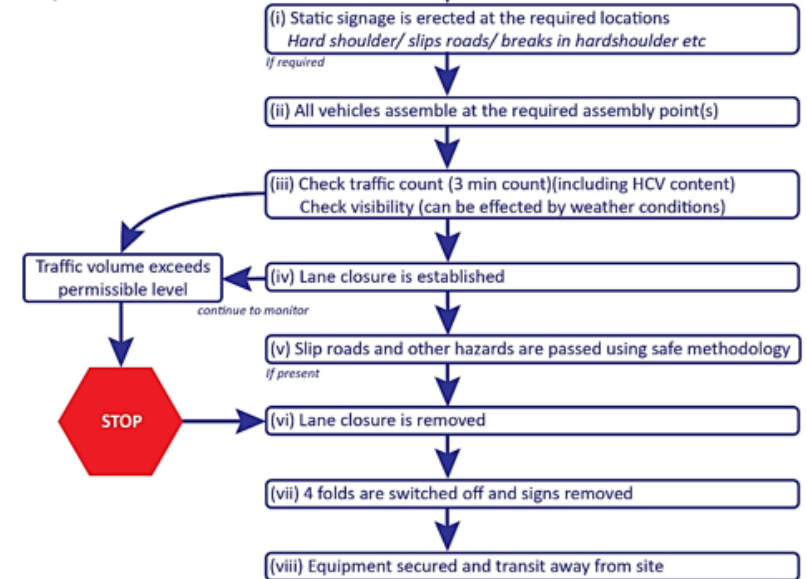 (i) Static signage is erected at the required locations
Hard shoulder/ slips roads/ breaks in hardshoulder etc
If required
(ii) All vehicles assemble at the required assembly point(s)
(iii) Check traffic count (3 min count)(including HCV content)
Check visibility (can be effected by weather conditions)
Traffic volume exceeds
permissible level
(iv) Lane closure is established
continue to monitor
(v) Slip roads and other hazards are passed using safe methodology
If present
STOP
(vi) Lane closure is removed
(vii) 4 folds are switched off and signs removed
(viii) Equipment secured and transit away from site